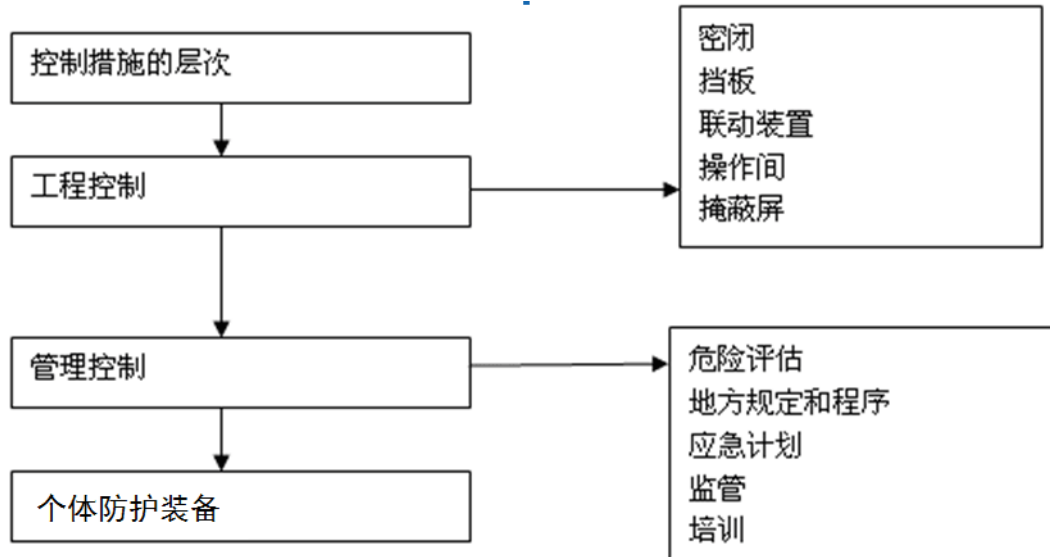 控制措施的层次
工程控制
密闭
挡板
联动装置
操作间
掩蔽屏
管理控制
危险评估
地方规定和程序
应急计划
监管
培训
个体防护装备